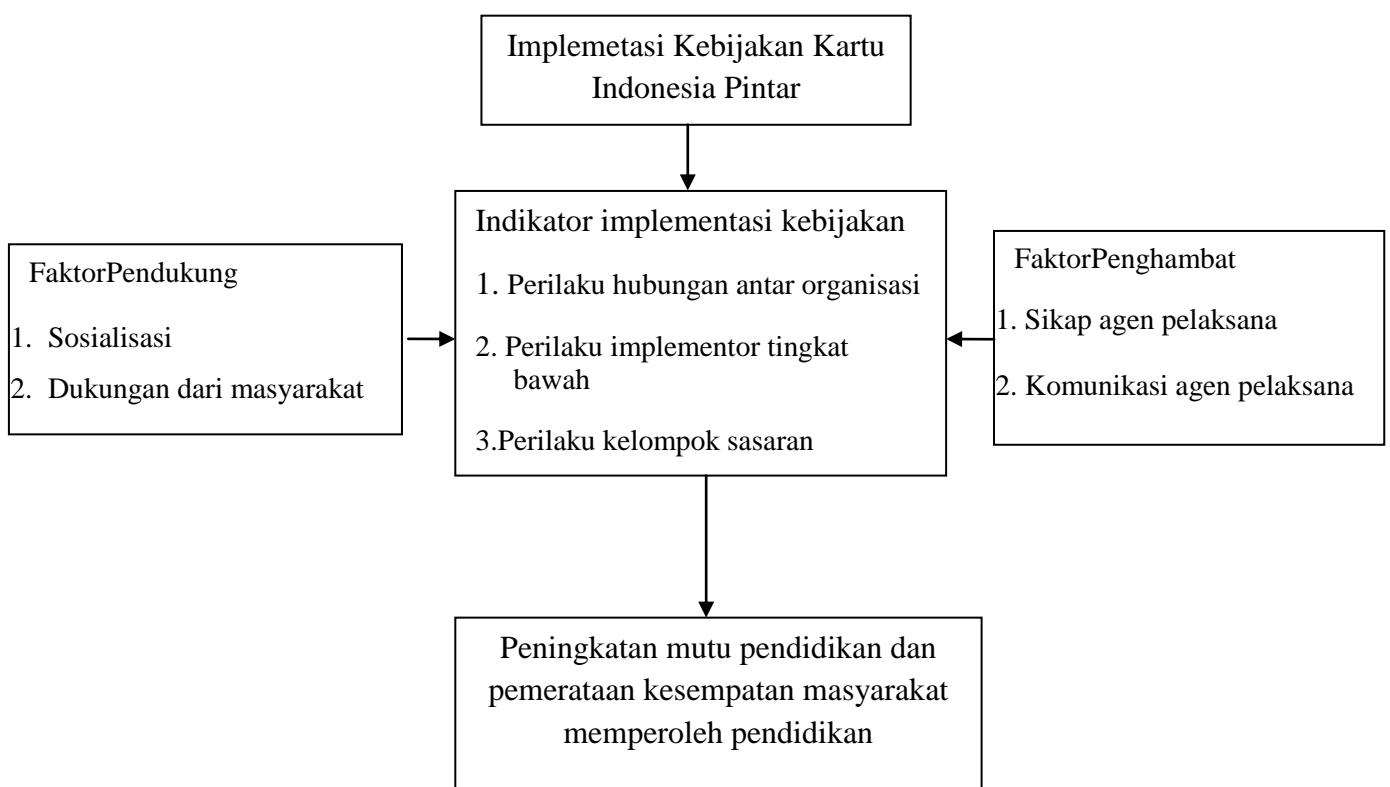 Implemetasi Kebijakan Kartu
Indonesia Pintar
FaktorPendukung
1. Sosialisasi
2. Dukungan dari masyarakat
Indikator implementasi kebijakan
1. Perilaku hubungan antar organisasi
2. Perilaku implementor tingkat
bawah
3.Perilaku kelompok sasaran
FaktorPenghambat
1. Sikap agen pelaksana
2. Komunikasi agen pelaksana
Peningkatan mutu pendidikan dan
pemerataan kesempatan masyarakat
memperoleh pendidikan